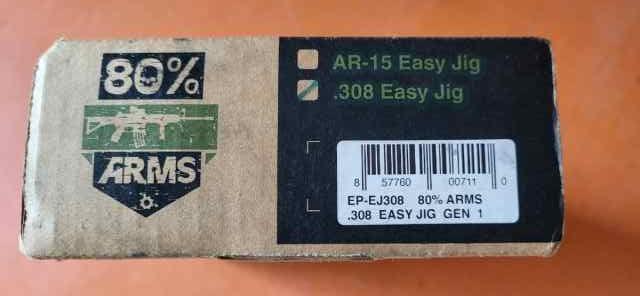 80%
ARMS
AR-15 Easy Jig
.308 Easy Jig
8 57760 00711 0
EP-EJ308 80% ARMS
.308 EASY JIG GEN 1